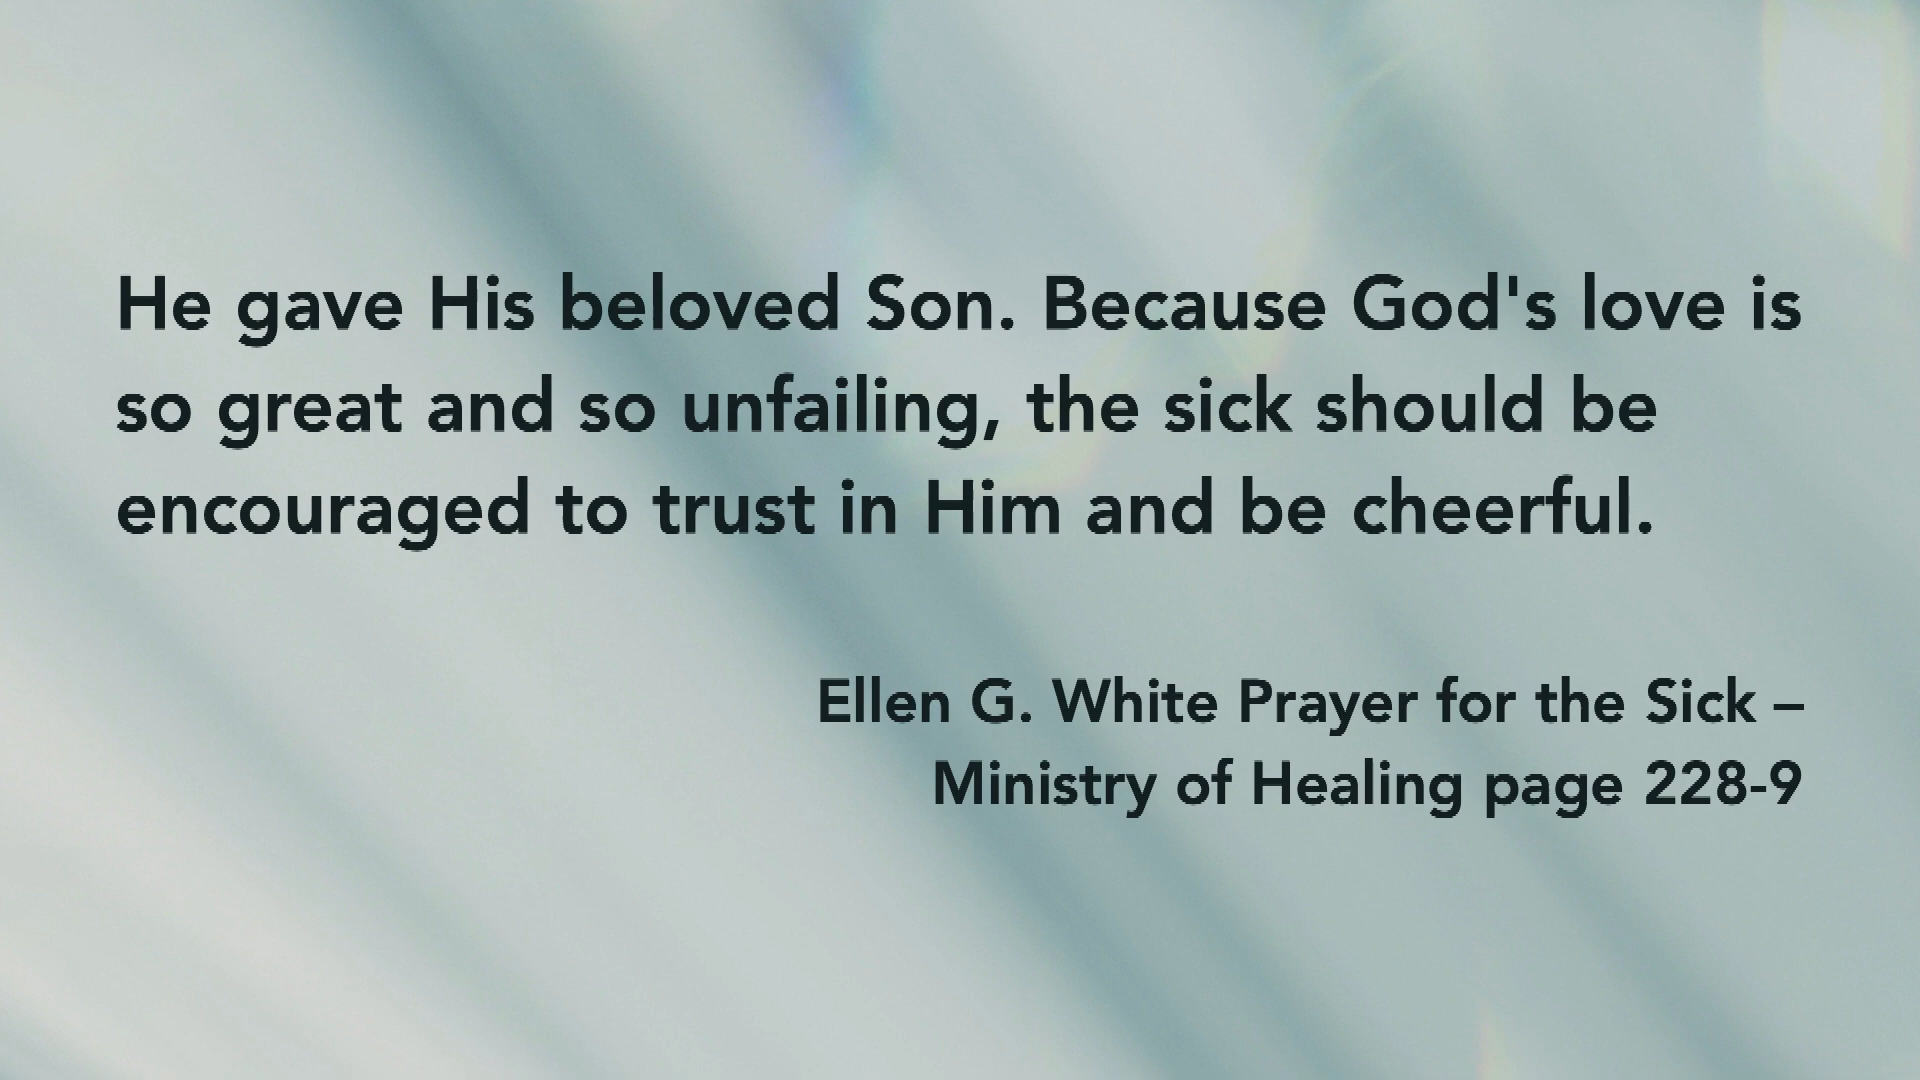 He gave His beloved Son. Because God's love is
so great and so unfailing, the sick should be
encouraged to trust in Him and be cheerful.
Ellen G. White Prayer for the Sick –
Ministry of Healing page 228-9